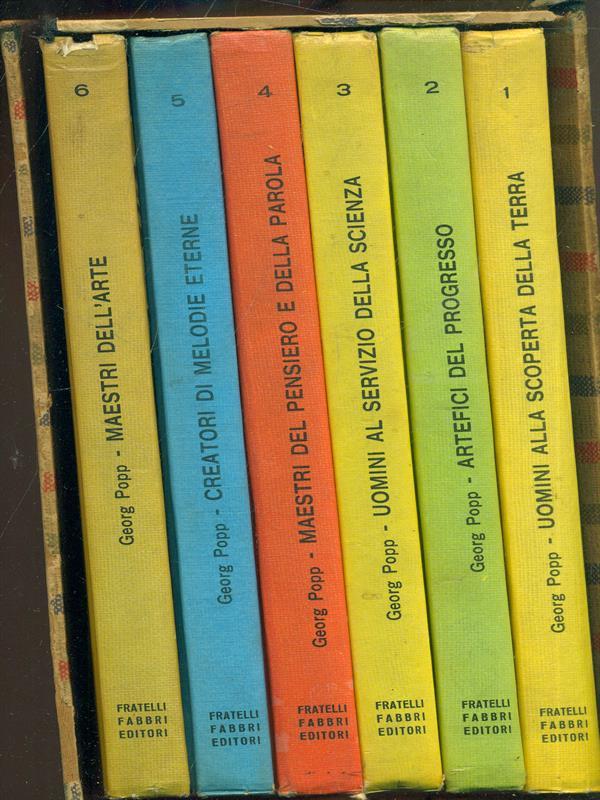 6
Georg Popp - MAESTRI DELL'ARTE
FRATELLI
FABBRI
EDITORI
5
Georg Popp - CREATORI DI MELODIE ETERNE
FRATELLI
FABBRI
EDITORI
4
Georg Popp - MAESTRI DEL PENSIERO E DELLA PAROLA
FRATELLI
FABBRI
EDITORI
3
Georg Popp - UOMINI AL SERVIZIO DELLA SCIENZA
FRATELLI
FABBRI
EDITORI
2
Georg Popp - ARTEFICI DEL PROGRESSO
FRATELLI
FABBRI
EDITORI
1
Georg Popp - UOMINI ALLA SCOPERTA DELLA TERRA
FRATELLI
FABBRI
EDITORI